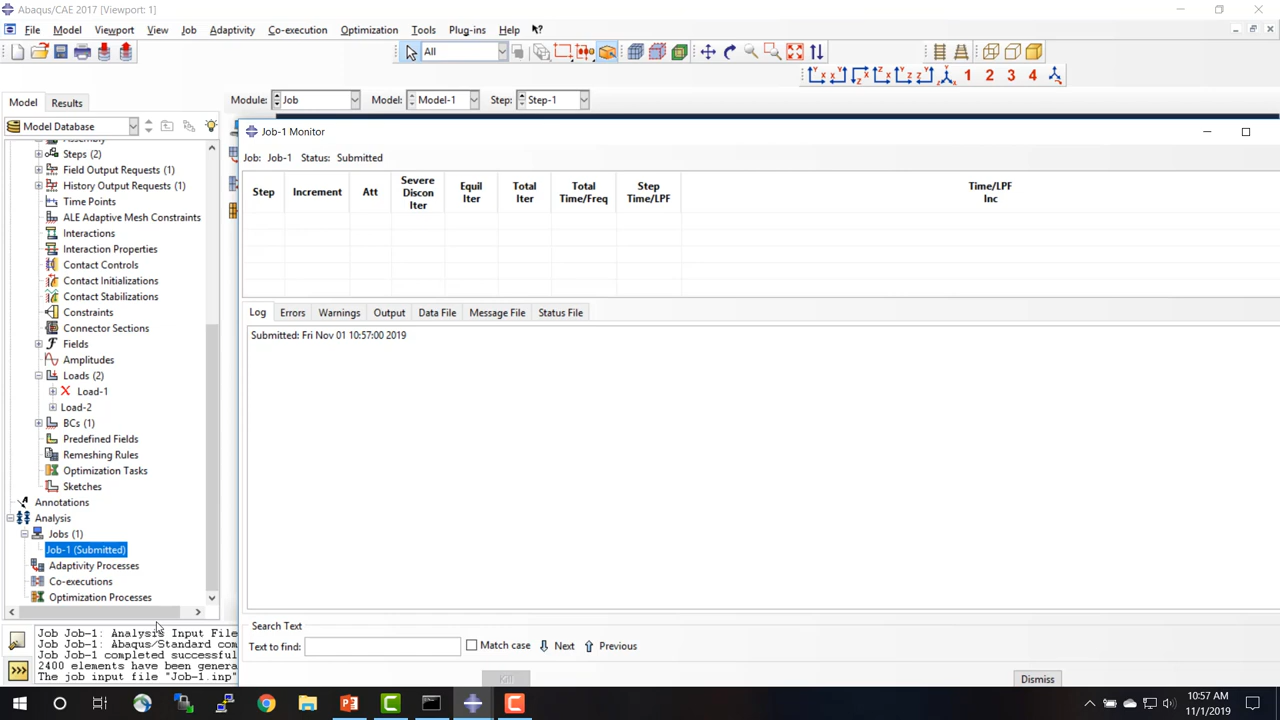 Abaqus/CAE 2017 [Viewport: 1]
File Model Viewport View Job Adaptivity Co-execution Optimization Tools Plug-ins Help
All
1 2 3 4
Model Results
Module: Job Model: Model-1 Step: Step-1
Model Database
Job-1 Monitor
Assembly
Steps (2)
Field Output Requests (1)
History Output Requests (1)
Time Points
ALE Adaptive Mesh Constraints
Interactions
Interaction Properties
Contact Controls
Contact Initializations
Contact Stabilizations
Constraints
Connector Sections
Fields
Amplitudes
Loads (2)
Load-1
Load-2
BCs (1)
Predefined Fields
Remeshing Rules
Optimization Tasks
Sketches
Annotations
Analysis
Jobs (1)
Job-1 (Submitted)
Adaptivity Processes
Co-executions
Optimization Processes
Job: Job-1 Status: Submitted
Step Increment Att Severe Discon Iter Equil Iter Total Iter Total Time/Freq Step Time/LPF Time/LPF Inc
Log Errors Warnings Output Data File Message File Status File
Submitted: Fri Nov 01 10:57:00 2019
Search Text
Text to find: Match case Next Previous
Kill Dismiss
Job Job-1: Analysis Input File
Job Job-1: Abaqus/Standard com
Job Job-1 completed successful
2400 elements have been genera
The job input file "Job-1.inp"
10:57 AM
11/1/2019